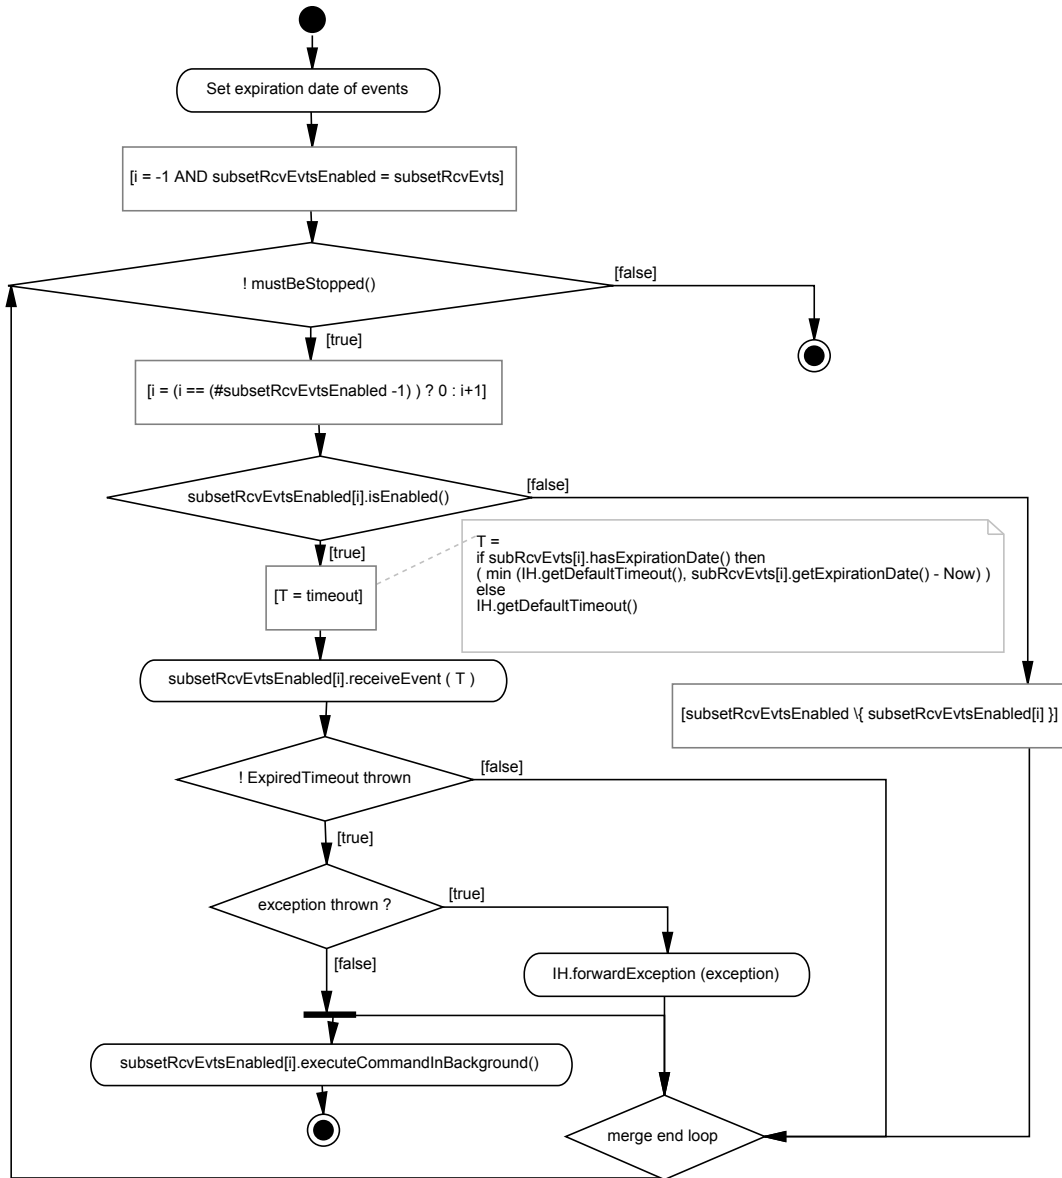 Set expiration date of events
[i = -1 AND subsetRcvEvtsEnabled = subsetRcvEvts]
! mustBeStopped()
[false]
[true]
[i = (i == (#subsetRcvEvtsEnabled -1) ) ? 0 : i+1]
subsetRcvEvtsEnabled[i].isEnabled()
[false]
[true]
T =
if subRcvEvts[i].hasExpirationDate() then
( min (IH.getDefaultTimeout(), subRcvEvts[i].getExpirationDate() - Now) )
else
IH.getDefaultTimeout()
[T = timeout]
subsetRcvEvtsEnabled[i].receiveEvent ( T )
[subsetRcvEvtsEnabled \{ subsetRcvEvtsEnabled[i] }]
! ExpiredTimeout thrown
[false]
[true]
exception thrown ?
[true]
[false]
IH.forwardException (exception)
subsetRcvEvtsEnabled[i].executeCommandInBackground()
merge end loop